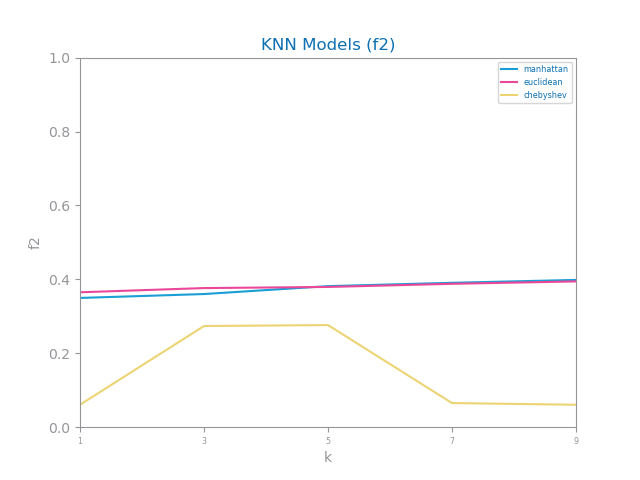 KNN Models (f2)
manhattan
euclidean
chebyshev
f2
1.0
0.8
0.6
0.4
0.2
0.0
1 3 5 7 9
k